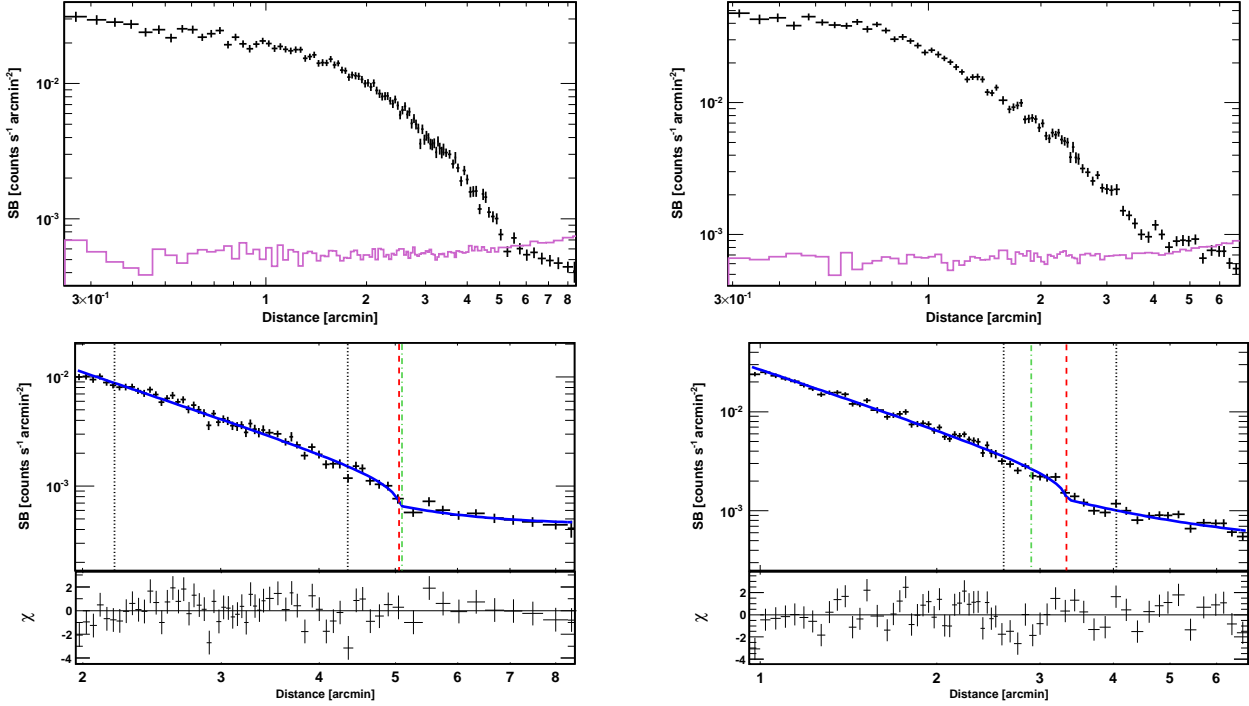 SB [counts s⁻¹ arcmin⁻²]
10⁻²
10⁻³
3×10⁻¹ 1 2 3 4 5 6 7 8
Distance [arcmin]
SB [counts s⁻¹ arcmin⁻²]
10⁻²
10⁻³
3×10⁻¹ 1 2 3 4 5 6
Distance [arcmin]
SB [counts s⁻¹ arcmin⁻²]
10⁻²
10⁻³
χ
2
0
-2
-4
2 3 4 5 6 7 8
Distance [arcmin]
SB [counts s⁻¹ arcmin⁻²]
10⁻²
10⁻³
χ
2
0
-2
-4
1 2 3 4 5 6
Distance [arcmin]